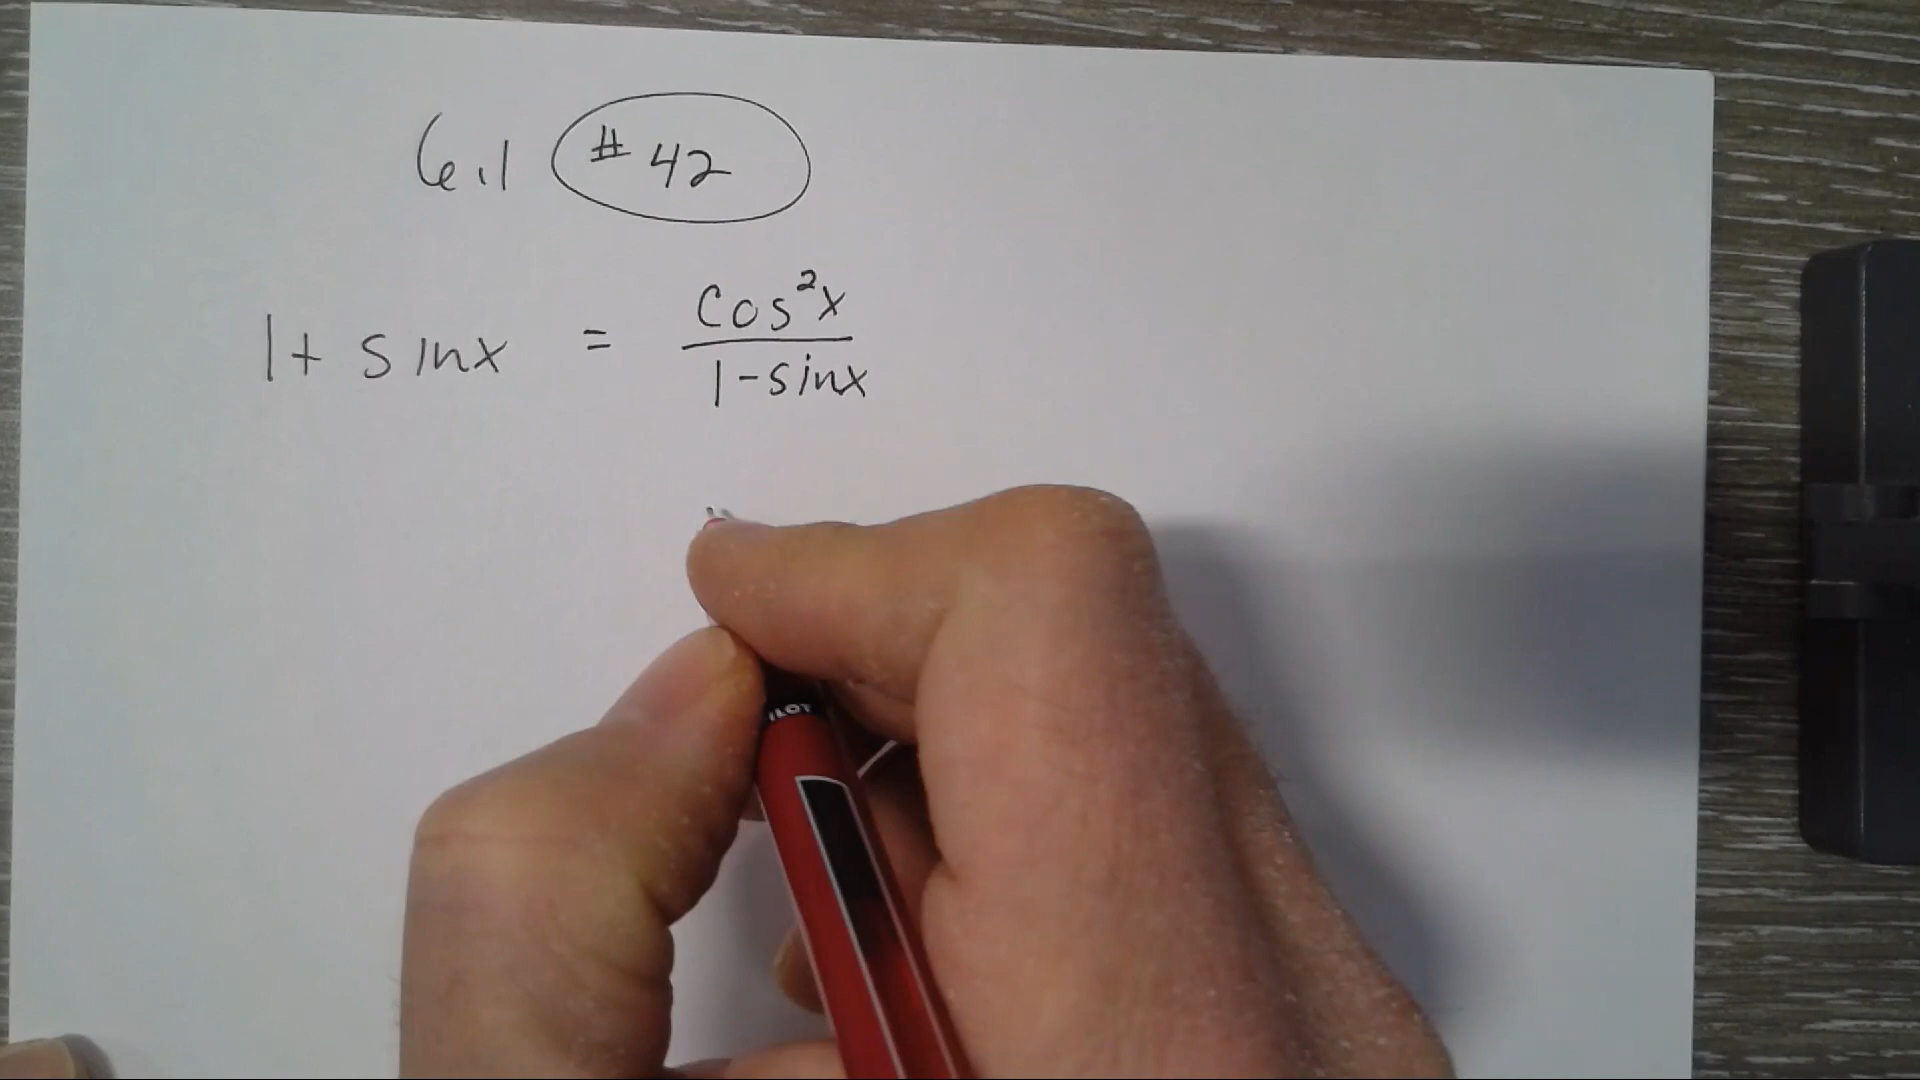 6.1 #42
1 + sinx = cos²x / 1-sinx